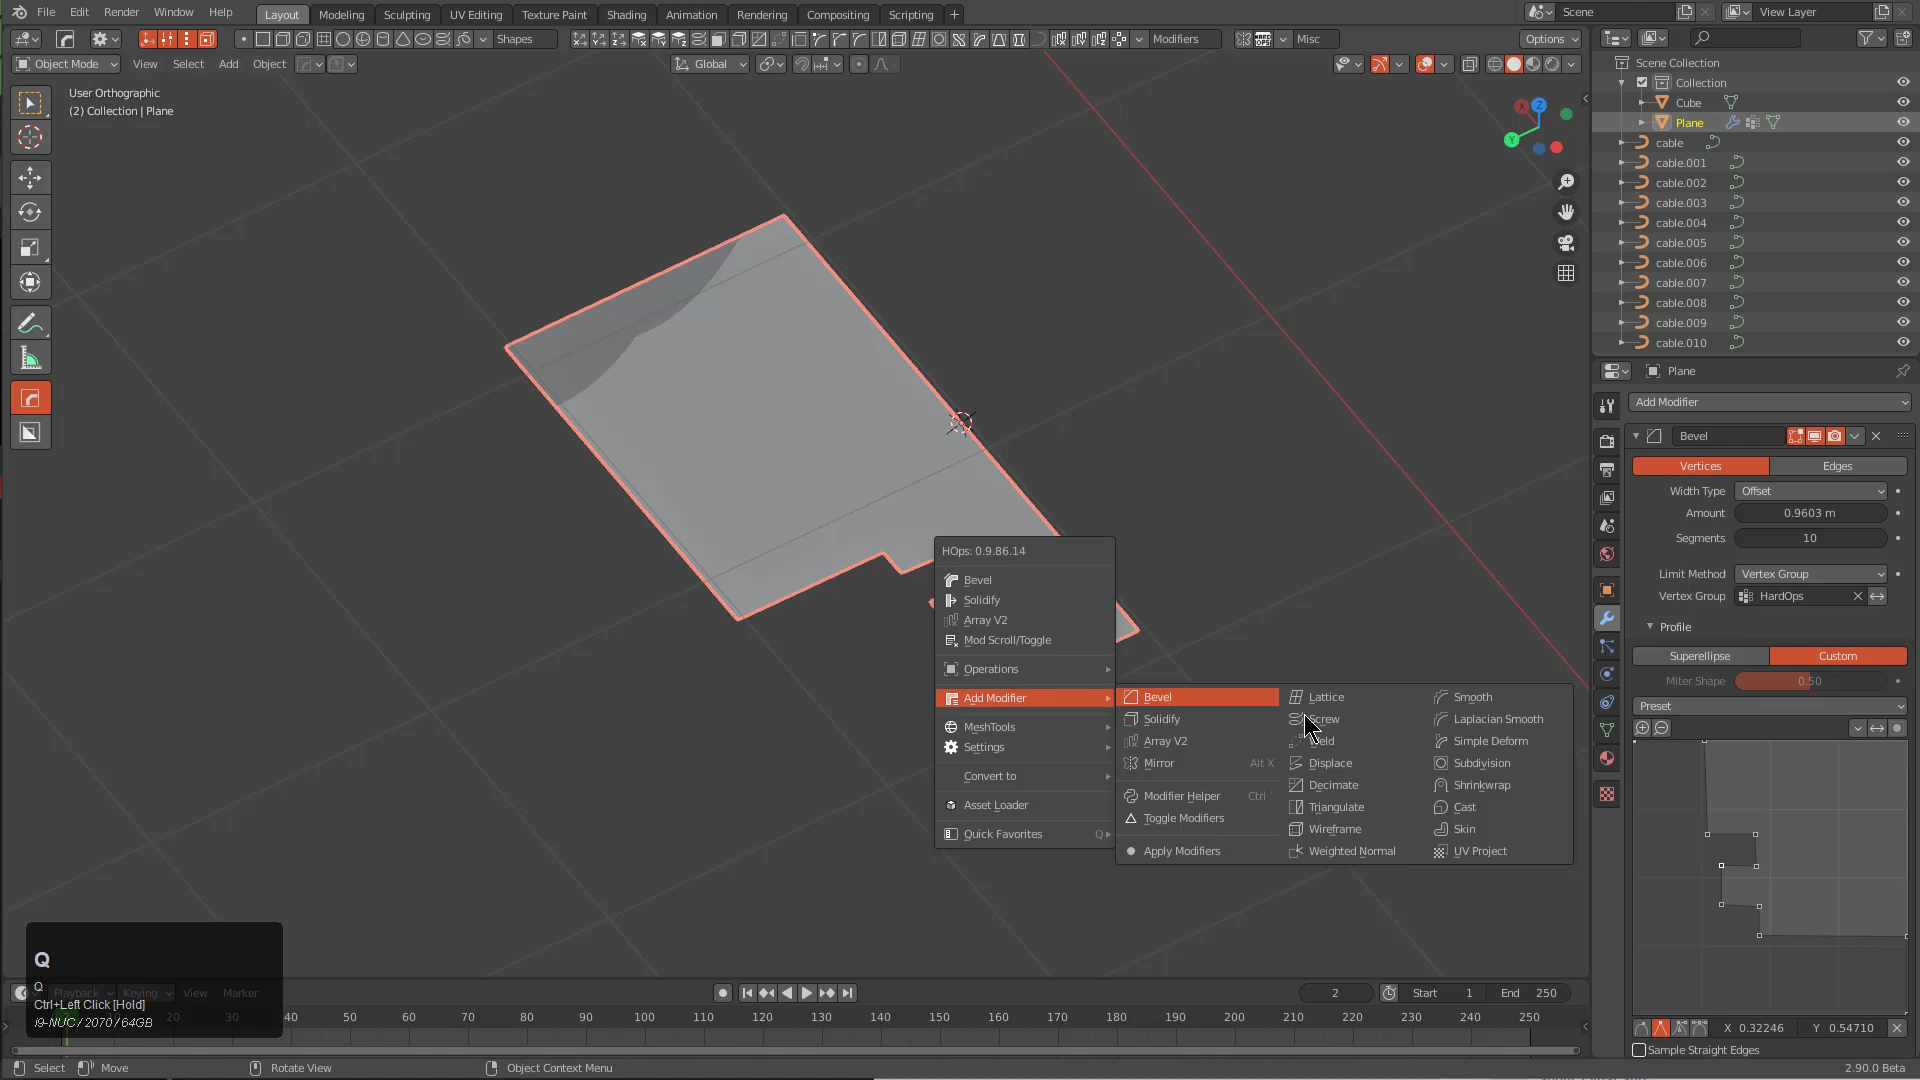 File Edit Render Window Help Layout Modeling Sculpting UV Editing Texture Paint Shading Animation Rendering Compositing Scripting Scene View Layer
Shapes Modifiers Misc Options
Object Mode View Select Add Object Global
User Orthographic
(2) Collection | Plane
Z
Y
X
Scene Collection
Collection
Cube
Plane
cable
cable.001
cable.002
cable.003
cable.004
cable.005
cable.006
cable.007
cable.008
cable.009
cable.010
Plane
Add Modifier
Bevel
Vertices Edges
Width Type Offset
Amount 0.9603 m
Segments 10
Limit Method Vertex Group
Vertex Group HardOps
Profile
Superellipse Custom
Miter Shape 0.50
Preset
X 0.32246 Y 0.54710
Sample Straight Edges
HOps: 0.9.86.14
Bevel
Solidify
Array V2
Mod Scroll/Toggle
Operations
Add Modifier
MeshTools
Settings
Convert to
Asset Loader
Quick Favorites Q
Bevel Lattice Smooth
Solidify Screw Laplacian Smooth
Array V2 Simple Deform
Mirror Alt X Displace Subdivision
Decimate Shrinkwrap
Modifier Helper Ctrl ` Triangulate Cast
Toggle Modifiers Wireframe Skin
Apply Modifiers Weighted Normal UV Project
Q
Q
Ctrl+Left Click [Hold]
i9-NUC / 2070 / 64GB
Playback Keying View Marker 2 Start 1 End 250
10 20 30 40 50 60 70 80 90 100 110 120 130 140 150 160 170 180 190 200 210 220 230 240 250
Select Move Rotate View Object Context Menu 2.90.0 Beta